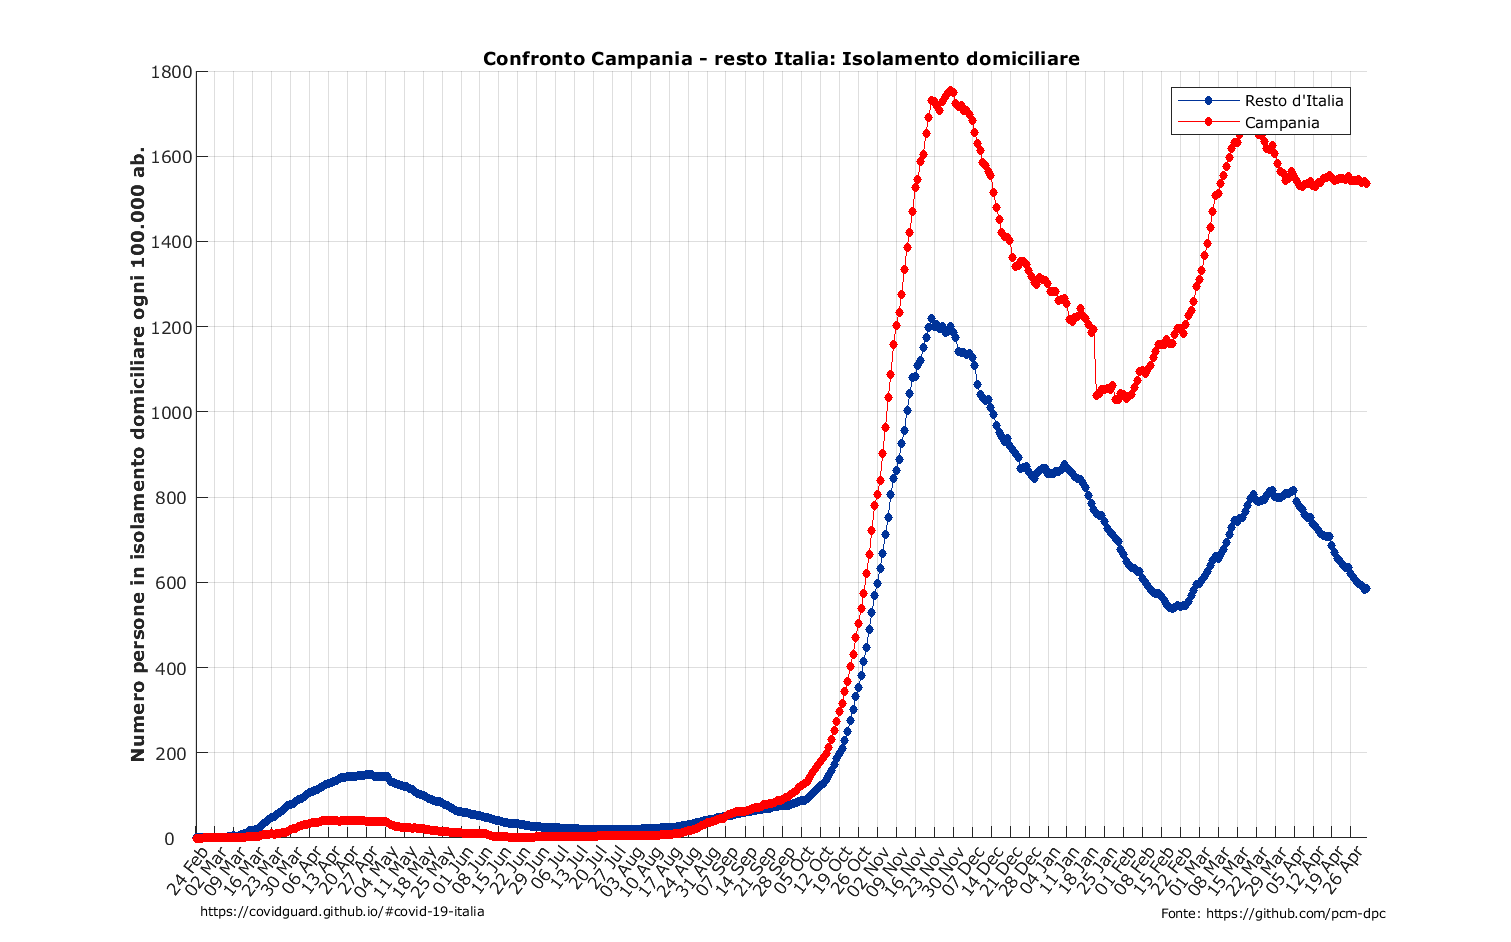 Confronto Campania - resto Italia: Isolamento domiciliare
Numero persone in isolamento domiciliare ogni 100.000 ab.
1800
1600
1400
1200
1000
800
600
400
200
0
Resto d'Italia
Campania
24 Feb
02 Mar
09 Mar
16 Mar
23 Mar
30 Mar
06 Apr
13 Apr
20 Apr
27 Apr
04 May
11 May
18 May
25 May
01 Jun
08 Jun
15 Jun
22 Jun
29 Jun
06 Jul
13 Jul
20 Jul
27 Jul
03 Aug
10 Aug
17 Aug
24 Aug
31 Aug
07 Sep
14 Sep
21 Sep
28 Sep
05 Oct
12 Oct
19 Oct
26 Oct
02 Nov
09 Nov
16 Nov
23 Nov
30 Nov
07 Dec
14 Dec
21 Dec
28 Dec
04 Jan
11 Jan
18 Jan
25 Jan
01 Feb
08 Feb
15 Feb
22 Feb
01 Mar
08 Mar
15 Mar
22 Mar
29 Mar
05 Apr
12 Apr
19 Apr
26 Apr
https://covidguard.github.io/#covid-19-italia
Fonte: https://github.com/pcm-dpc